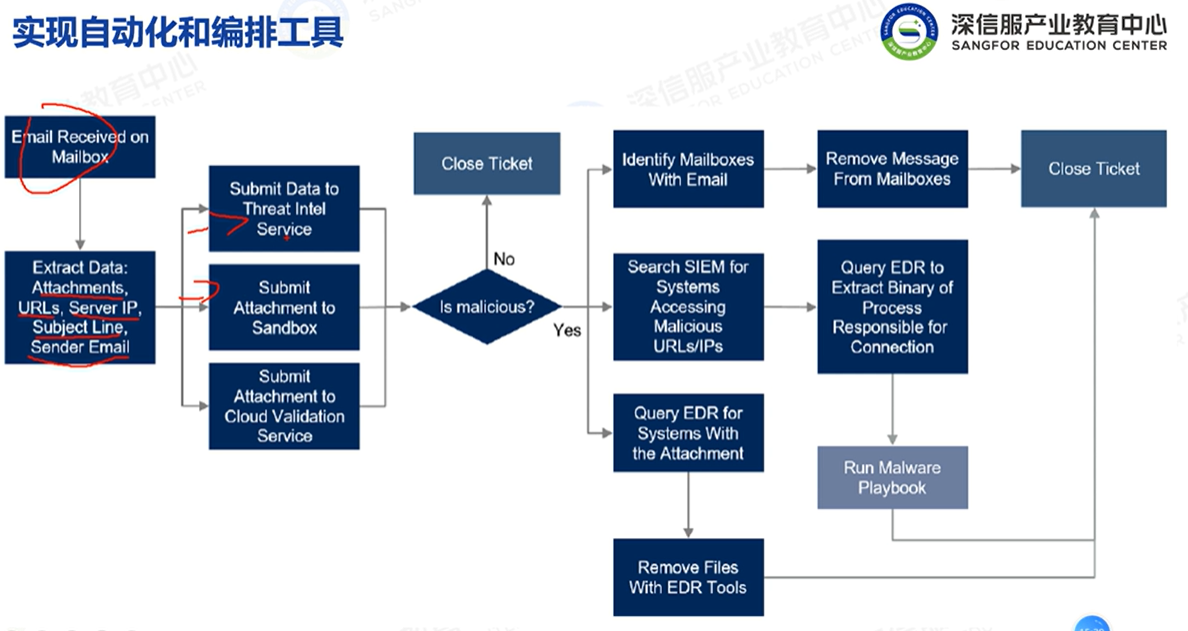 实现自动化和编排工具
深信服产业教育中心
SANGFOR EDUCATION CENTER
Email Received on
Mailbox
Extract Data:
Attachments,
URLs, Server IP,
Subject Line,
Sender Email
Submit Data to
Threat Intel
Service
Submit
Attachment to
Sandbox
Submit
Attachment to
Cloud Validation
Service
Close Ticket
Is malicious?
No
Yes
Identify Mailboxes
With Email
Remove Message
From Mailboxes
Close Ticket
Search SIEM for
Systems
Accessing
Malicious
URLs/IPs
Query EDR to
Extract Binary of
Process
Responsible for
Connection
Query EDR for
Systems With
the Attachment
Run Malware
Playbook
Remove Files
With EDR Tools